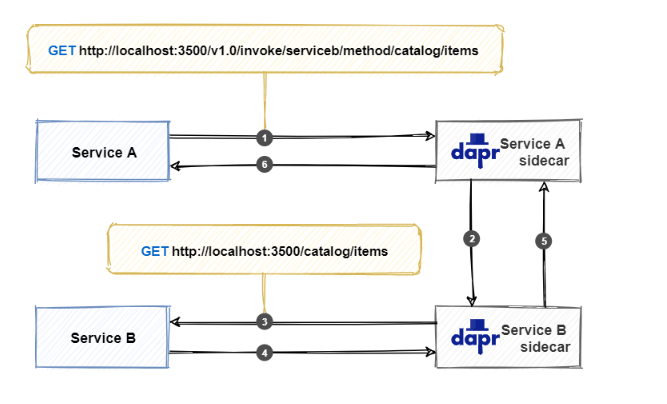 GET http://localhost:3500/v1.0/invoke/serviceb/method/catalog/items
Service A
1
6
dapr
Service A
sidecar
2
5
GET http://localhost:3500/catalog/items
Service B
3
4
dapr
Service B
sidecar